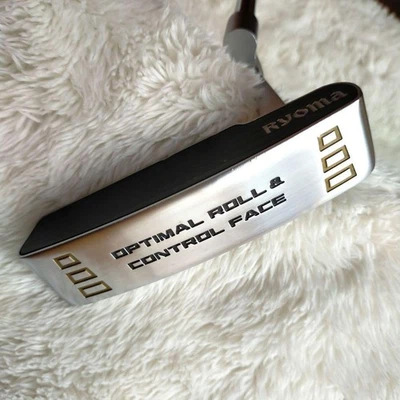 Ryoma
OPTIMAL ROLL &
CONTROL FACE